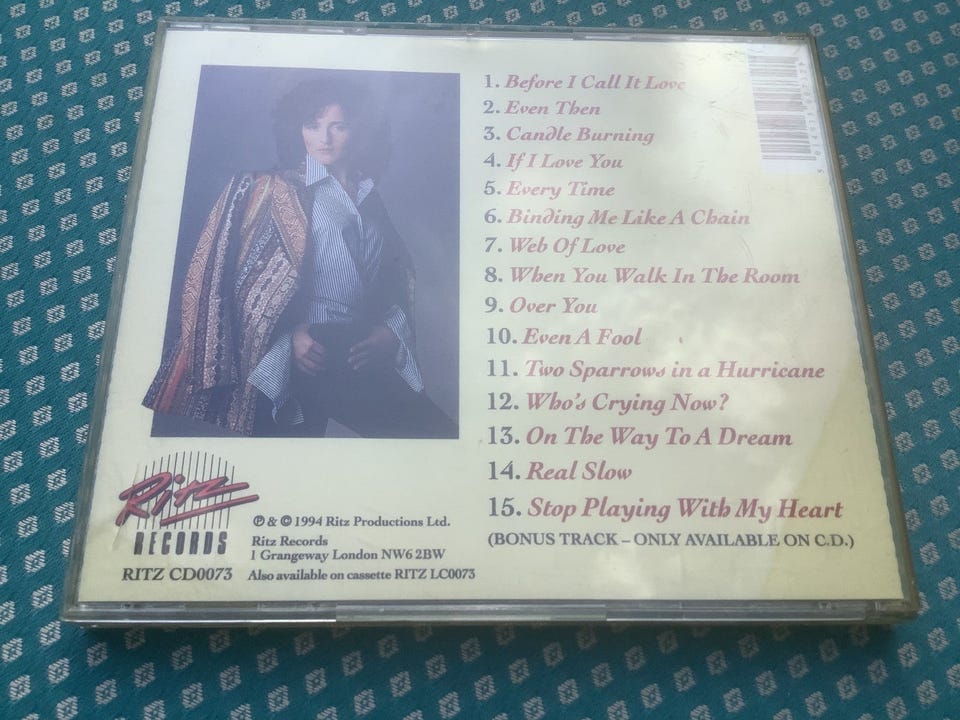 1. Before I Call It Love
2. Even Then
3. Candle Burning
4. If I Love You
5. Every Time
6. Binding Me Like A Chain
7. Web Of Love
8. When You Walk In The Room
9. Over You
10. Even A Fool
11. Two Sparrows in a Hurricane
12. Who's Crying Now?
13. On The Way To A Dream
14. Real Slow
15. Stop Playing With My Heart
(BONUS TRACK – ONLY AVAILABLE ON C.D.)
Ritz
RECORDS
RITZ CD0073
℗ & © 1994 Ritz Productions Ltd.
Ritz Records
1 Grangeway London NW6 2BW
Also available on cassette RITZ LC0073